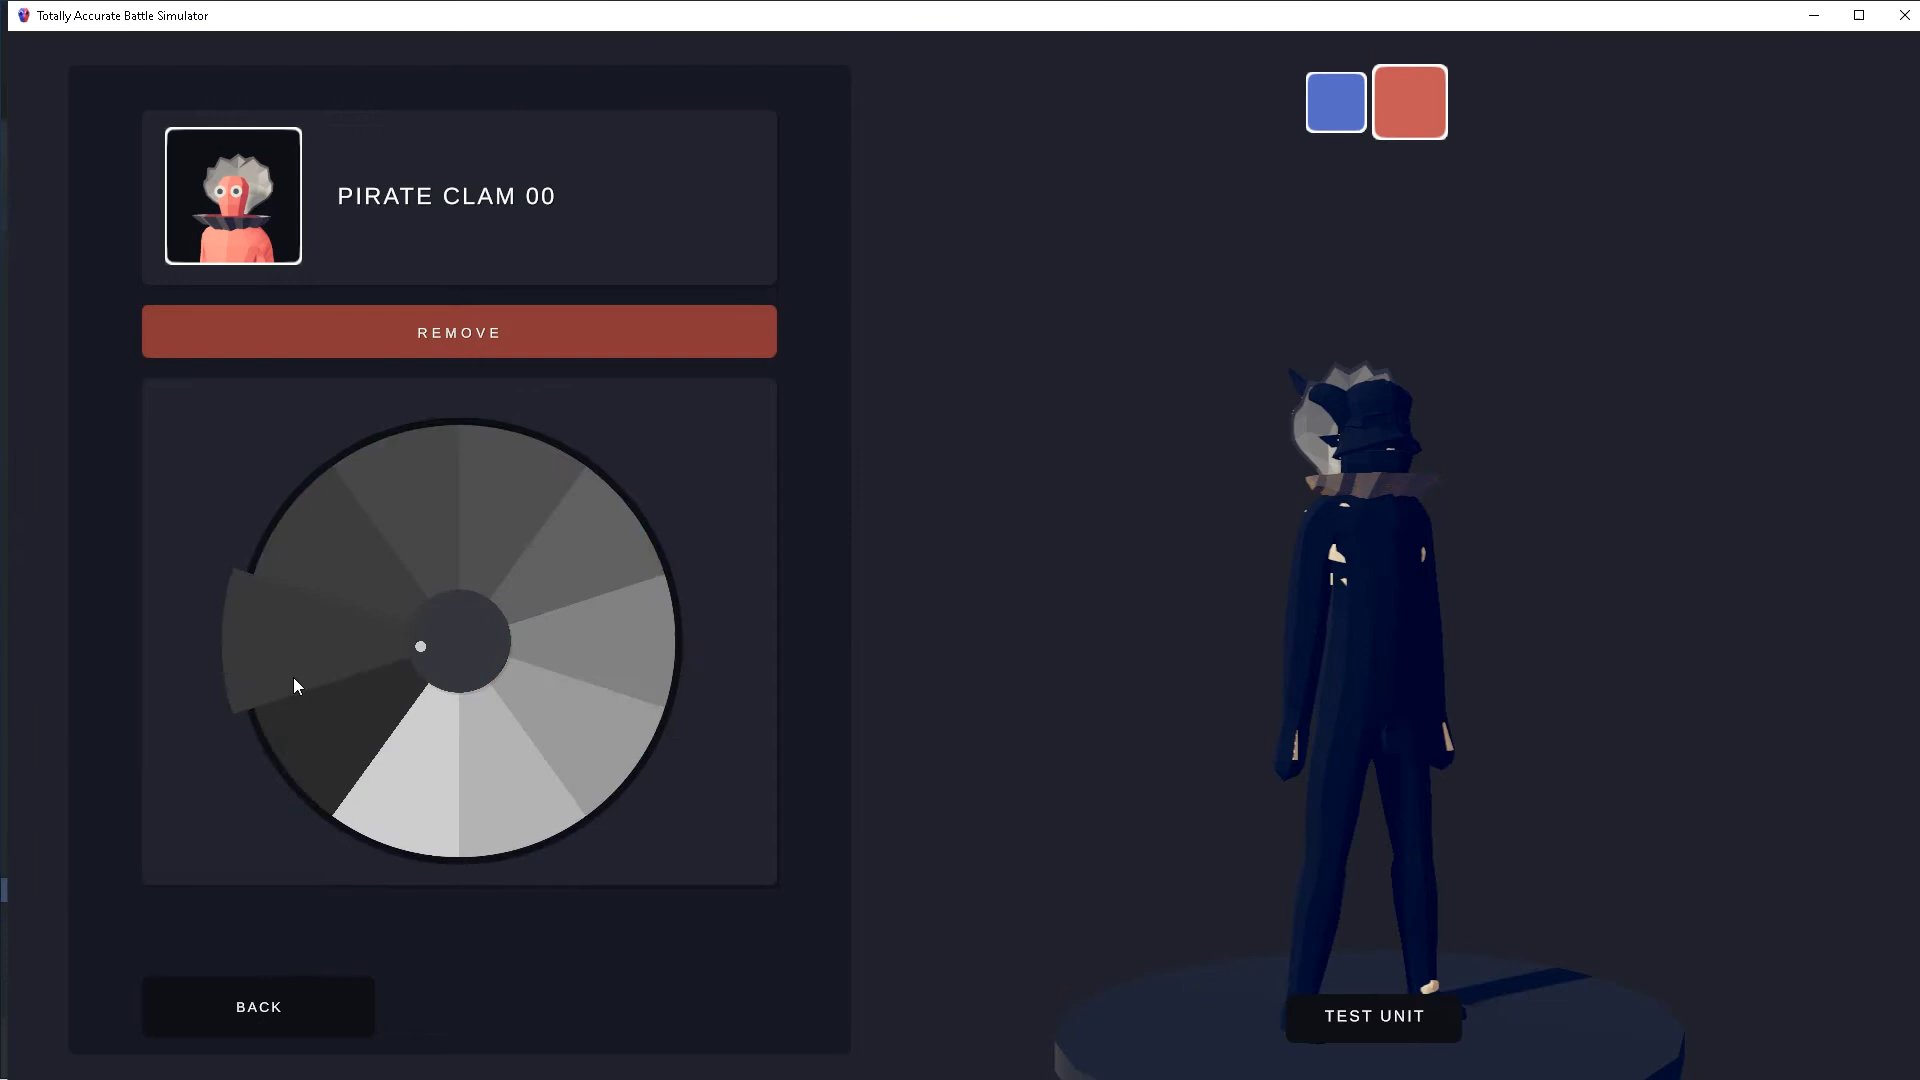 Totally Accurate Battle Simulator
PIRATE CLAM 00
REMOVE
BACK
TEST UNIT